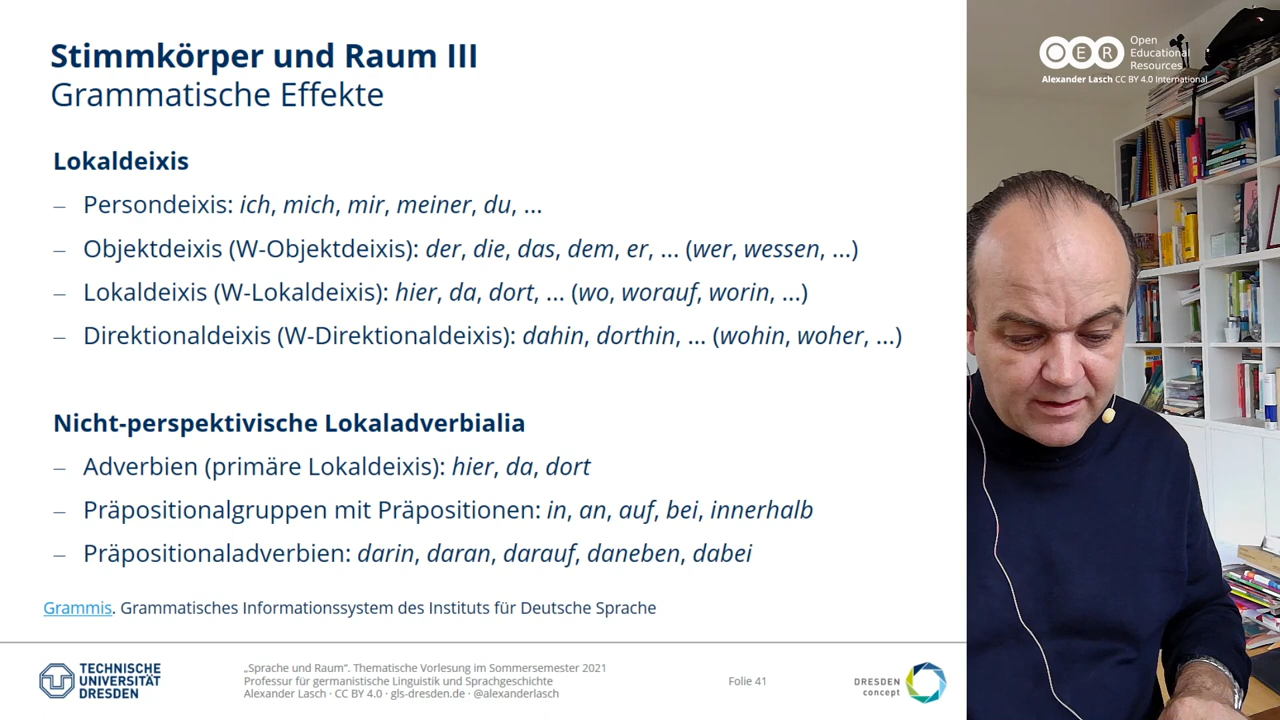 Stimmkörper und Raum III
Grammatische Effekte
Lokaldeixis
– Persondeixis: ich, mich, mir, meiner, du, ...
– Objektdeixis (W-Objektdeixis): der, die, das, dem, er, ... (wer, wessen, ...)
– Lokaldeixis (W-Lokaldeixis): hier, da, dort, ... (wo, worauf, worin, ...)
– Direktionaldeixis (W-Direktionaldeixis): dahin, dorthin, ... (wohin, woher, ...)
Nicht-perspektivische Lokaladverbialia
– Adverbien (primäre Lokaldeixis): hier, da, dort
– Präpositionalgruppen mit Präpositionen: in, an, auf, bei, innerhalb
– Präpositionaladverbien: darin, daran, darauf, daneben, dabei
Grammis. Grammatisches Informationssystem des Instituts für Deutsche Sprache
TECHNISCHE
UNIVERSITÄT
DRESDEN
„Sprache und Raum“. Thematische Vorlesung im Sommersemester 2021
Professur für germanistische Linguistik und Sprachgeschichte
Alexander Lasch · CC BY 4.0 · gls-dresden.de · @alexanderlasch
Folie 41
DRESDEN
concept
OER
Open
Educational
Resources
Alexander Lasch CC BY 4.0 International